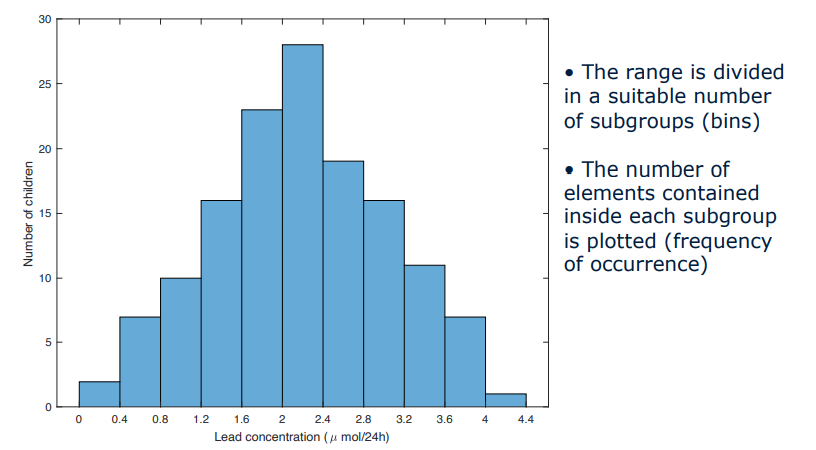 30
25
20
15
10
5
0
Number of children
0 0.4 0.8 1.2 1.6 2 2.4 2.8 3.2 3.6 4 4.4
Lead concentration ( μ mol/24h)
• The range is divided
in a suitable number
of subgroups (bins)
• The number of
elements contained
inside each subgroup
is plotted (frequency
of occurrence)